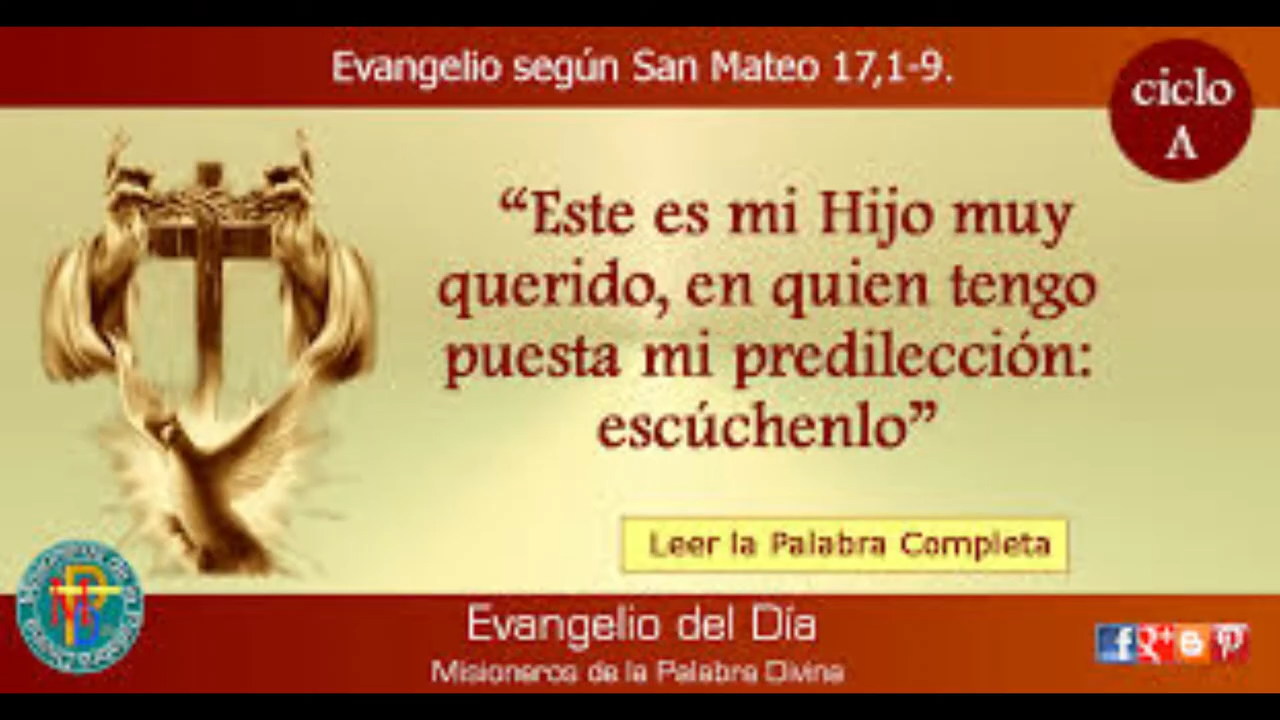 Evangelio según San Mateo 17,1-9.
ciclo
A
“Este es mi Hijo muy
querido, en quien tengo
puesta mi predilección:
escúchenlo”
Leer la Palabra Completa
Evangelio del Día
Misioneros de la Palabra Divina